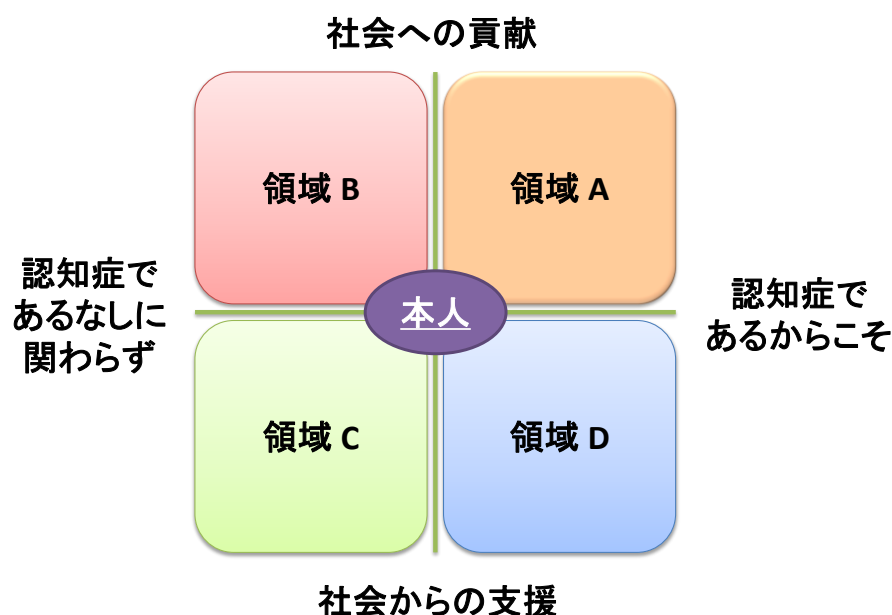 社会への貢献
領域 B
領域 A
認知症で
あるなしに
関わらず
本人
認知症で
あるからこそ
領域 C
領域 D
社会からの支援